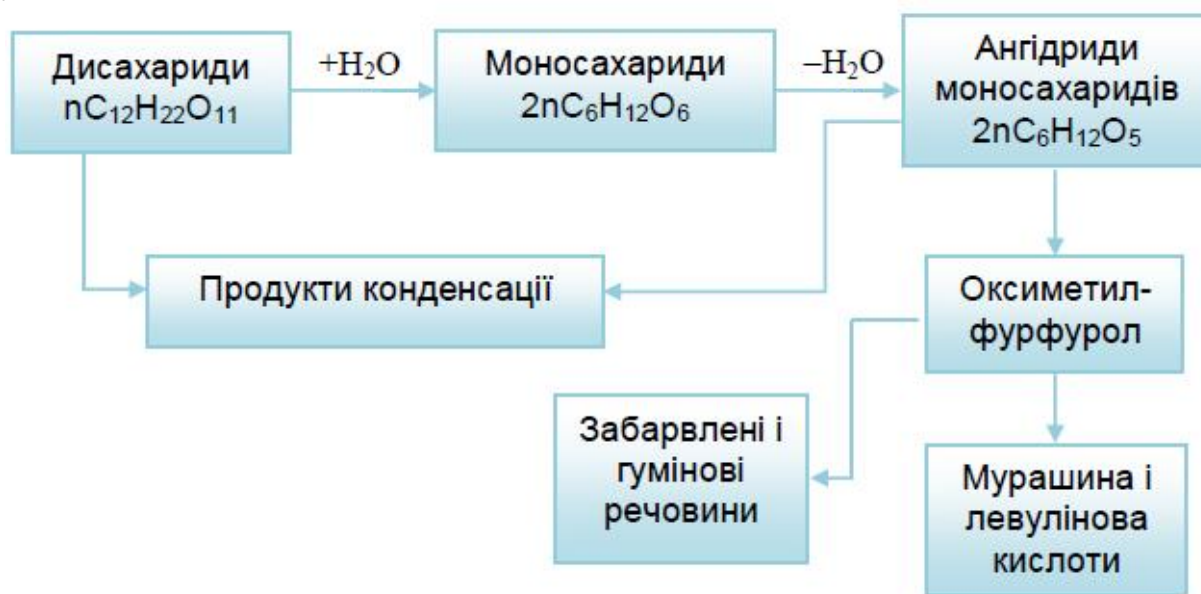 Дисахариди
nC₁₂H₂₂O₁₁
+H₂O
Моносахариди
2nC₆H₁₂O₆
–H₂O
Ангідриди
моносахаридів
2nC₆H₁₂O₅
Продукти конденсації
Оксиметил-
фурфурол
Забарвлені і
гумінові
речовини
Мурашина і
левулінова
кислоти